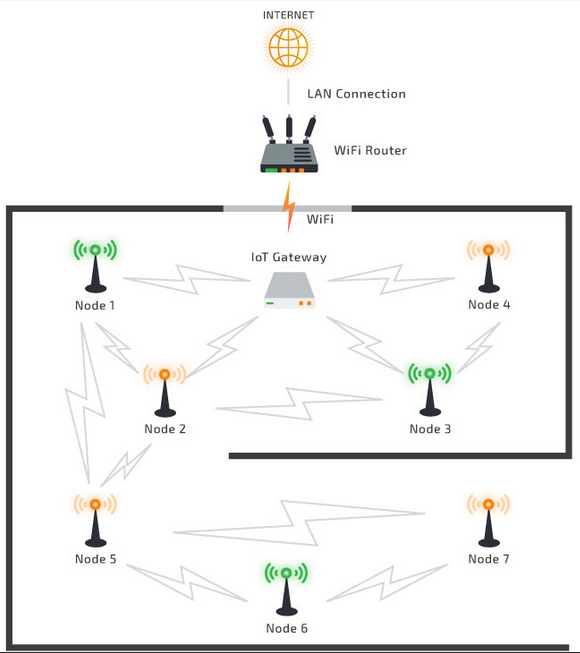 INTERNET
LAN Connection
WiFi Router
WiFi
IoT Gateway
Node 1
Node 4
Node 2
Node 3
Node 5
Node 7
Node 6